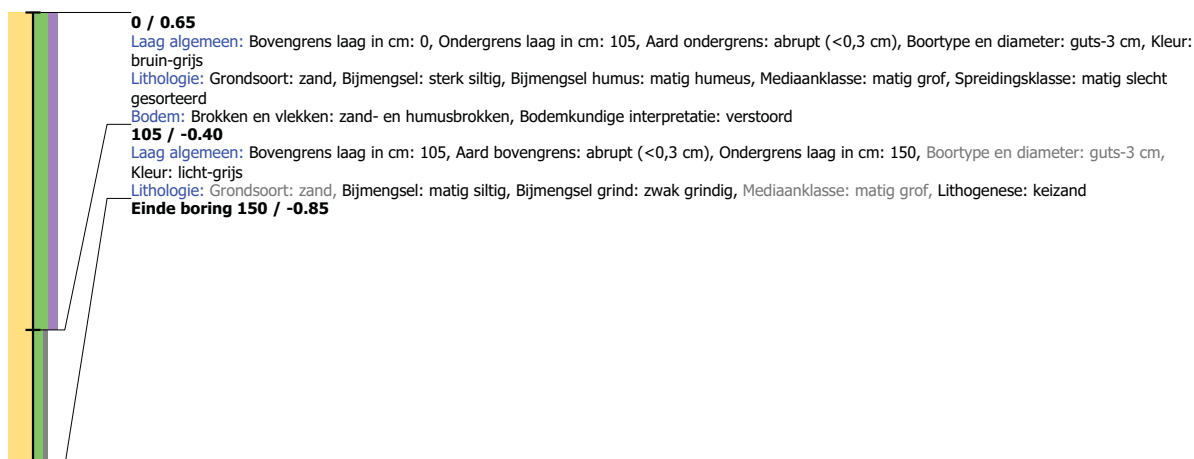 0 / 0.65
Laag algemeen: Bovengrens laag in cm: 0, Ondergrens laag in cm: 105, Aard ondergrens: abrupt (<0,3 cm), Boortype en diameter: guts-3 cm, Kleur:
bruin-grijs
Lithologie: Grondsoort: zand, Bijmengsel: sterk siltig, Bijmengsel humus: matig humeus, Mediaanklasse: matig grof, Spreidingsklasse: matig slecht
gesorteerd
Bodem: Brokken en vlekken: zand- en humusbrokken, Bodemkundige interpretatie: verstoord
105 / -0.40
Laag algemeen: Bovengrens laag in cm: 105, Aard bovengrens: abrupt (<0,3 cm), Ondergrens laag in cm: 150, Boortype en diameter: guts-3 cm,
Kleur: licht-grijs
Lithologie: Grondsoort: zand, Bijmengsel: matig siltig, Bijmengsel grind: zwak grindig, Mediaanklasse: matig grof, Lithogenese: keizand
Einde boring 150 / -0.85